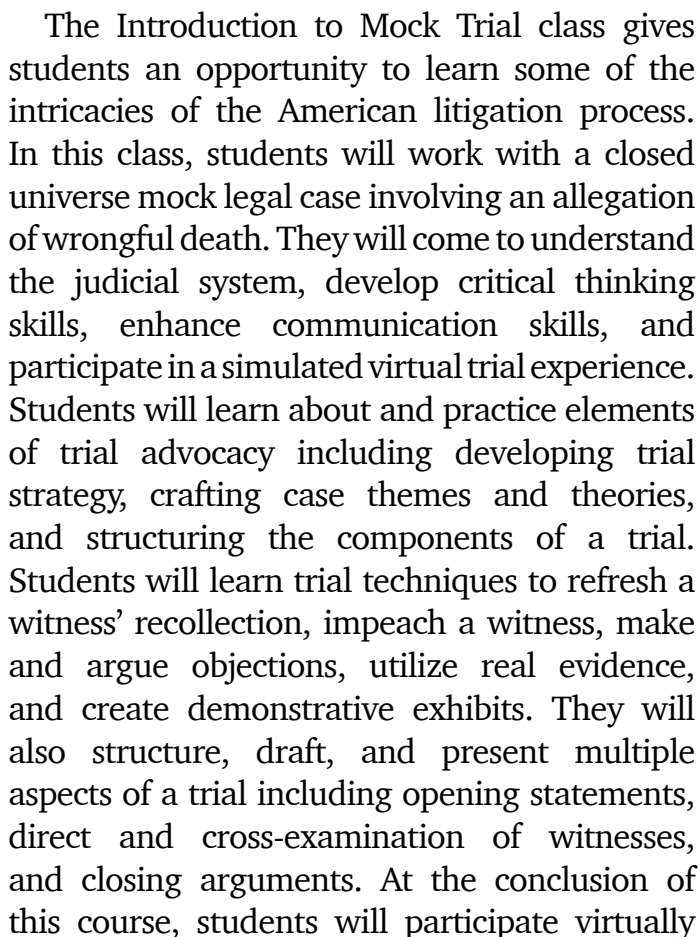 The Introduction to Mock Trial class gives
students an opportunity to learn some of the
intricacies of the American litigation process.
In this class, students will work with a closed
universe mock legal case involving an allegation
of wrongful death. They will come to understand
the judicial system, develop critical thinking
skills, enhance communication skills, and
participate in a simulated virtual trial experience.
Students will learn about and practice elements
of trial advocacy including developing trial
strategy, crafting case themes and theories,
and structuring the components of a trial.
Students will learn trial techniques to refresh a
witness’ recollection, impeach a witness, make
and argue objections, utilize real evidence,
and create demonstrative exhibits. They will
also structure, draft, and present multiple
aspects of a trial including opening statements,
direct and cross-examination of witnesses,
and closing arguments. At the conclusion of
this course, students will participate virtually